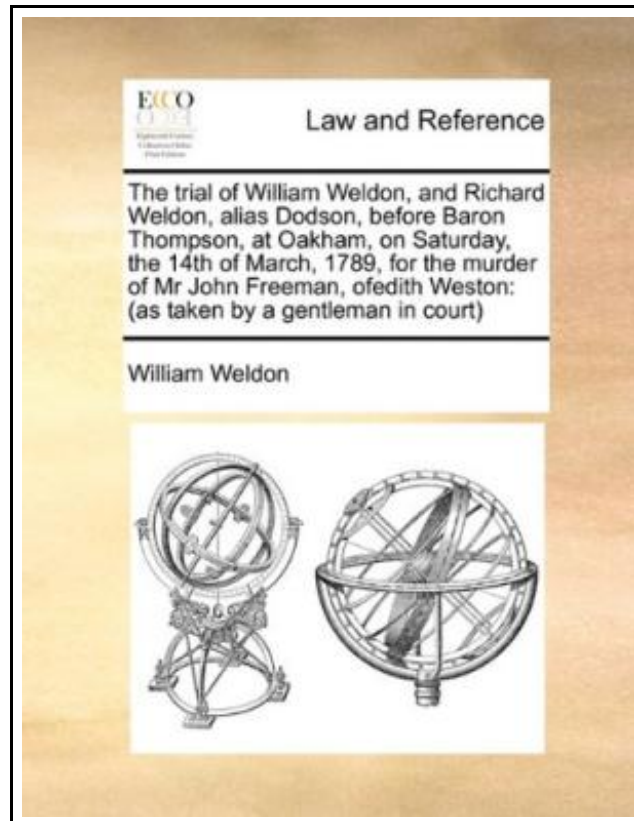 ECCO
Law and Reference
The trial of William Weldon, and Richard
Weldon, alias Dodson, before Baron
Thompson, at Oakham, on Saturday,
the 14th of March, 1789, for the murder
of Mr John Freeman, ofedith Weston:
(as taken by a gentleman in court)
William Weldon